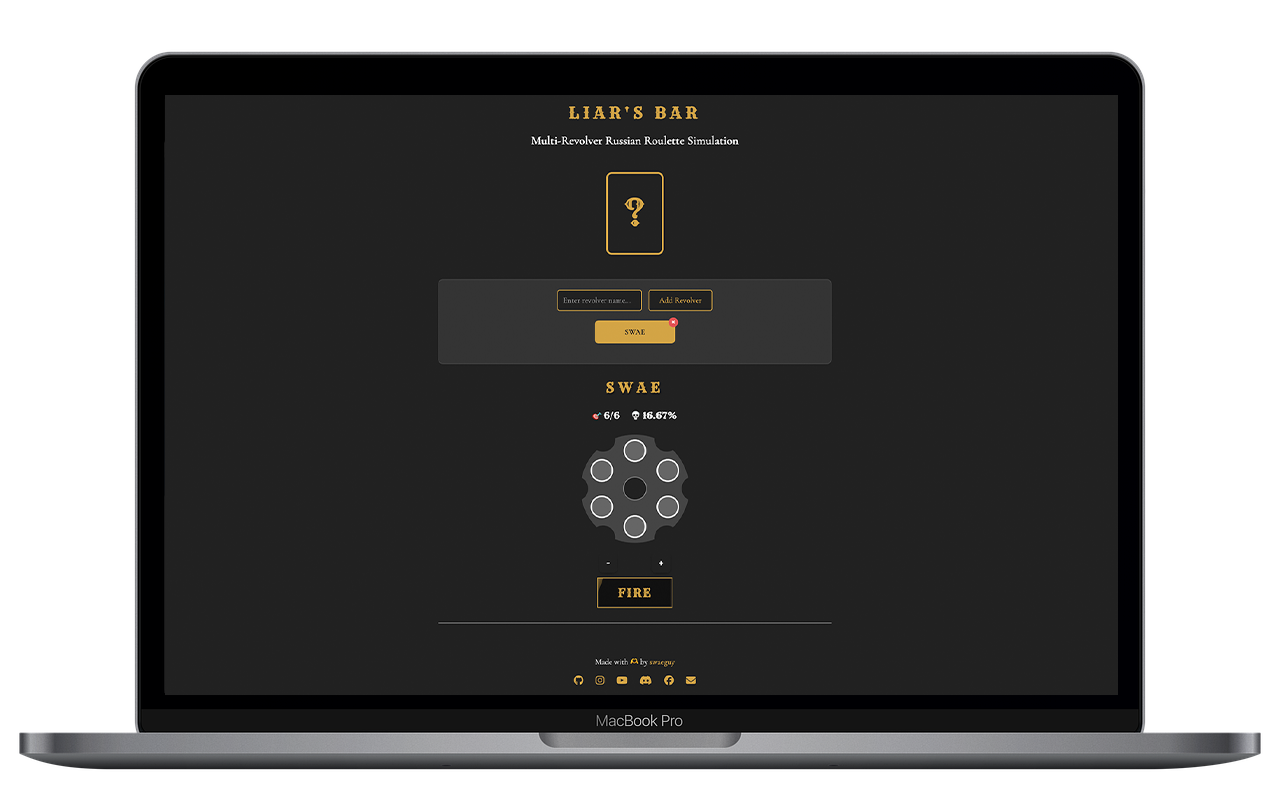 LIAR'S BAR
Multi-Revolver Russian Roulette Simulation
?
Enter revolver name... Add Revolver
SWAE
SWAE
6/6 16.67%
- +
FIRE
Made with by swaeguy
MacBook Pro